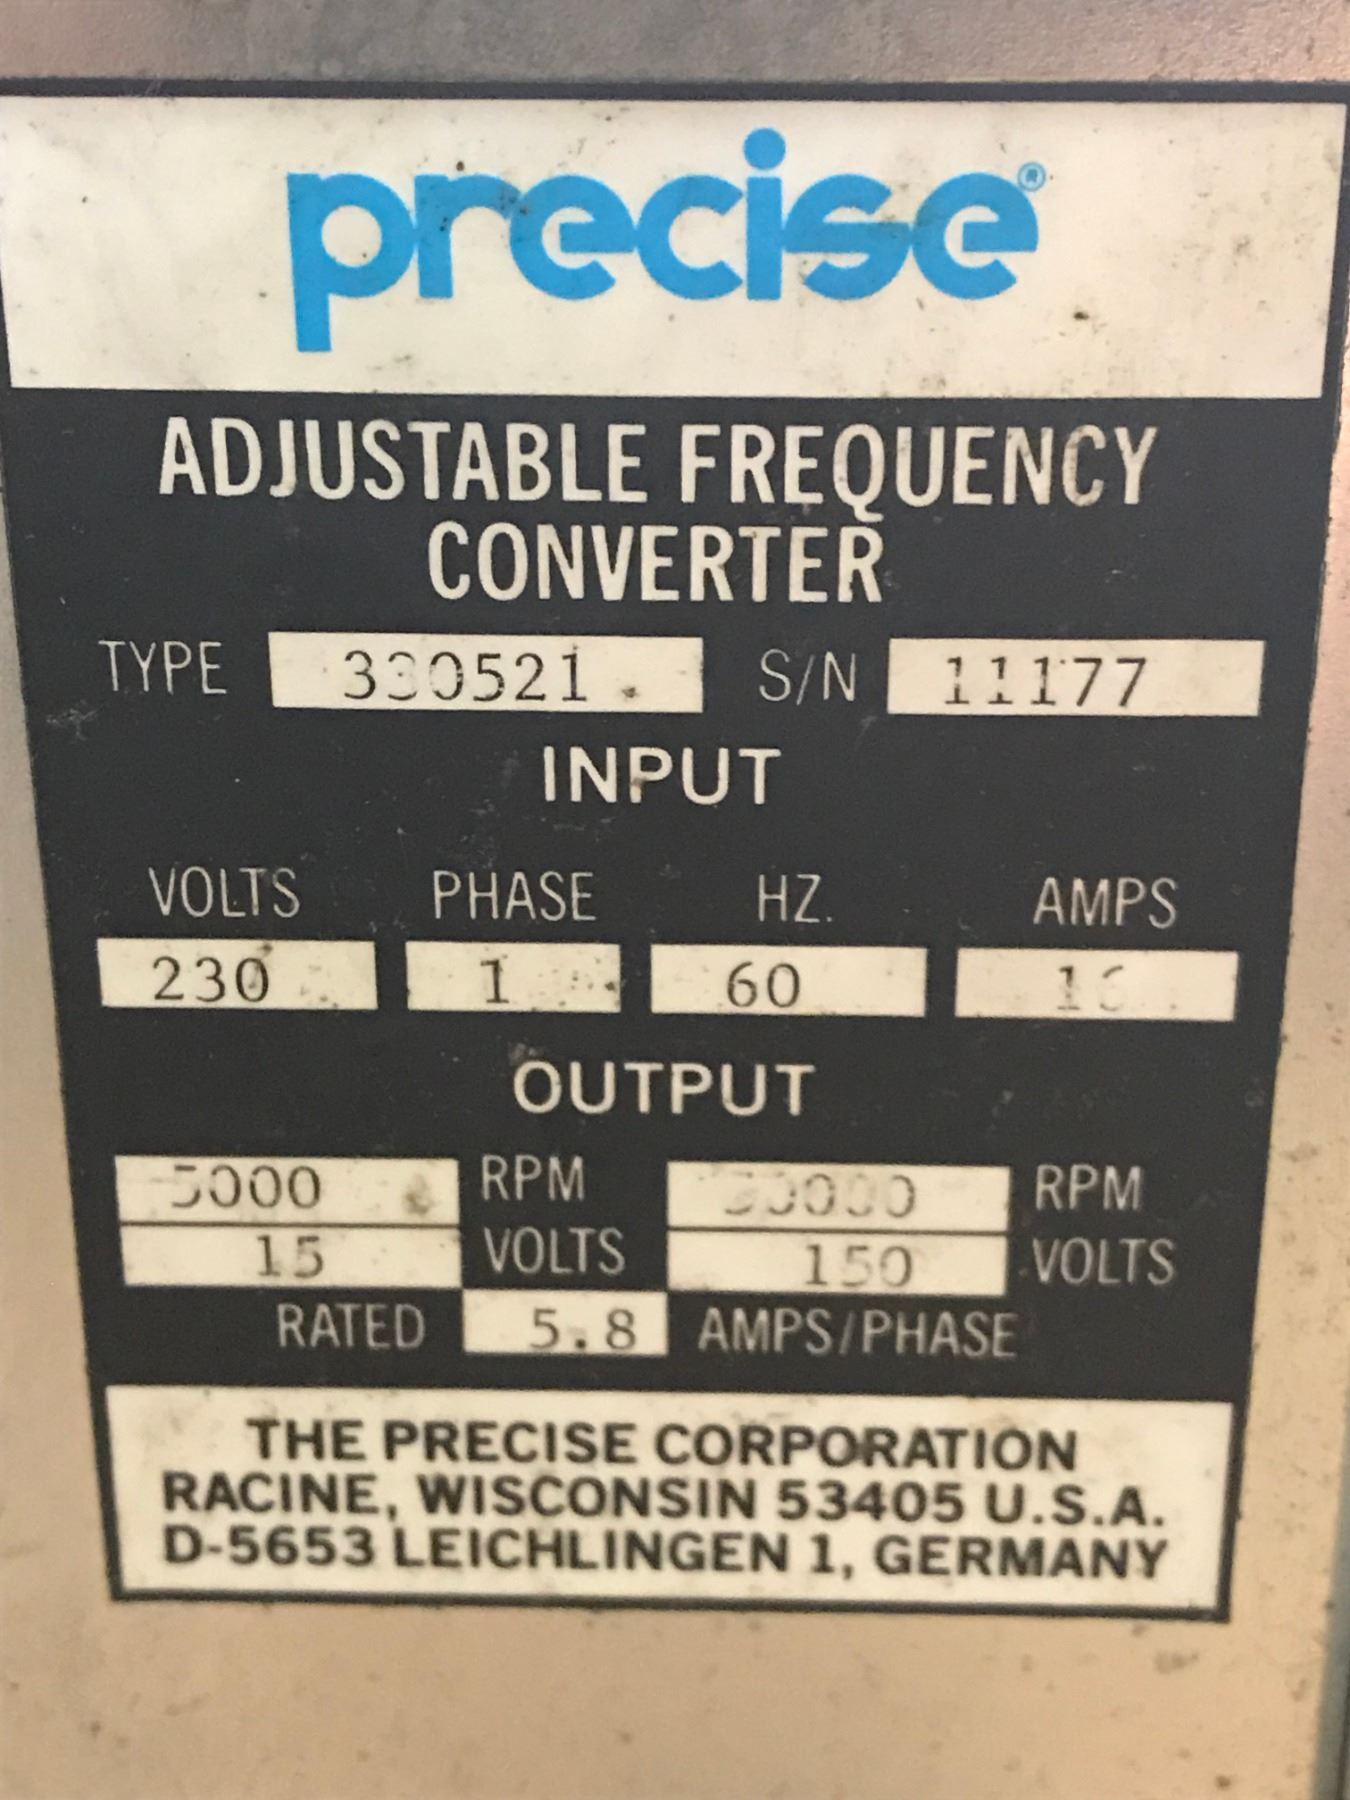 precise®
ADJUSTABLE FREQUENCY
CONVERTER
TYPE 330521 S/N 11177
INPUT
VOLTS PHASE HZ. AMPS
230 1 60
OUTPUT
5000 RPM RPM
15 VOLTS 150 VOLTS
RATED 5.8 AMPS/PHASE
THE PRECISE CORPORATION
RACINE, WISCONSIN 53405 U.S.A.
D-5653 LEICHLINGEN 1, GERMANY